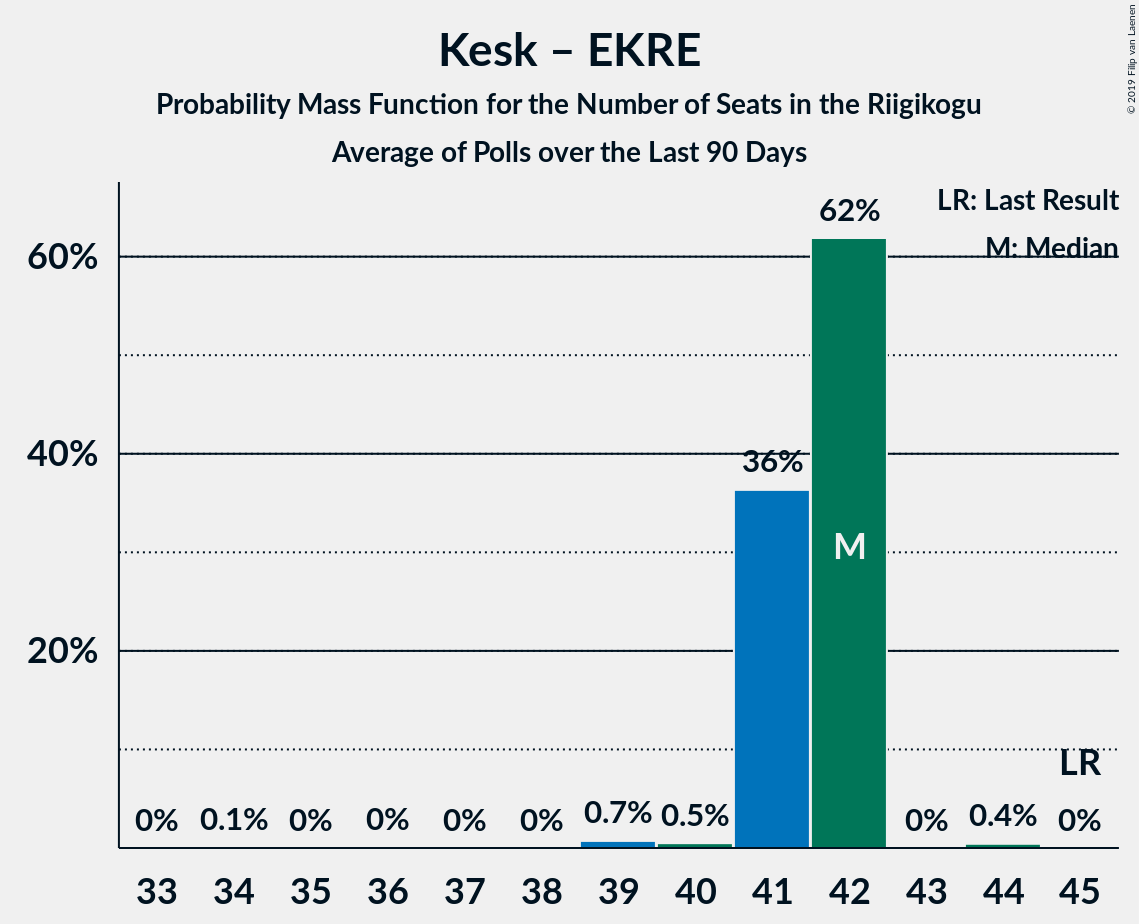 Kesk – EKRE
Probability Mass Function for the Number of Seats in the Riigikogu
Average of Polls over the Last 90 Days
© 2019 Filip van Laenen
LR: Last Result
M: Median
60%
40%
20%
0%
0.1%
0%
0%
0%
0%
0.7%
0.5%
36%
62%
M
0%
0.4%
0%
LR
33 34 35 36 37 38 39 40 41 42 43 44 45